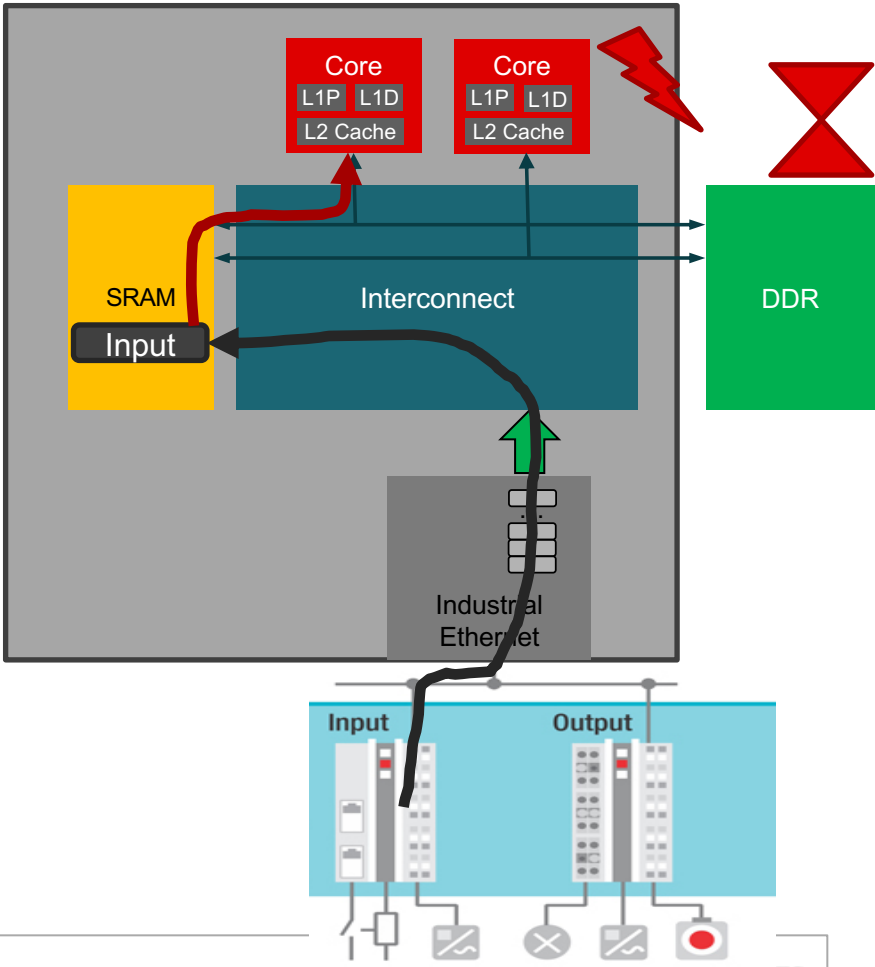 Core
L1P L1D
L2 Cache
Core
L1P L1D
L2 Cache
SRAM
Input
Interconnect
DDR
....
Industrial
Ethernet
Input
Output